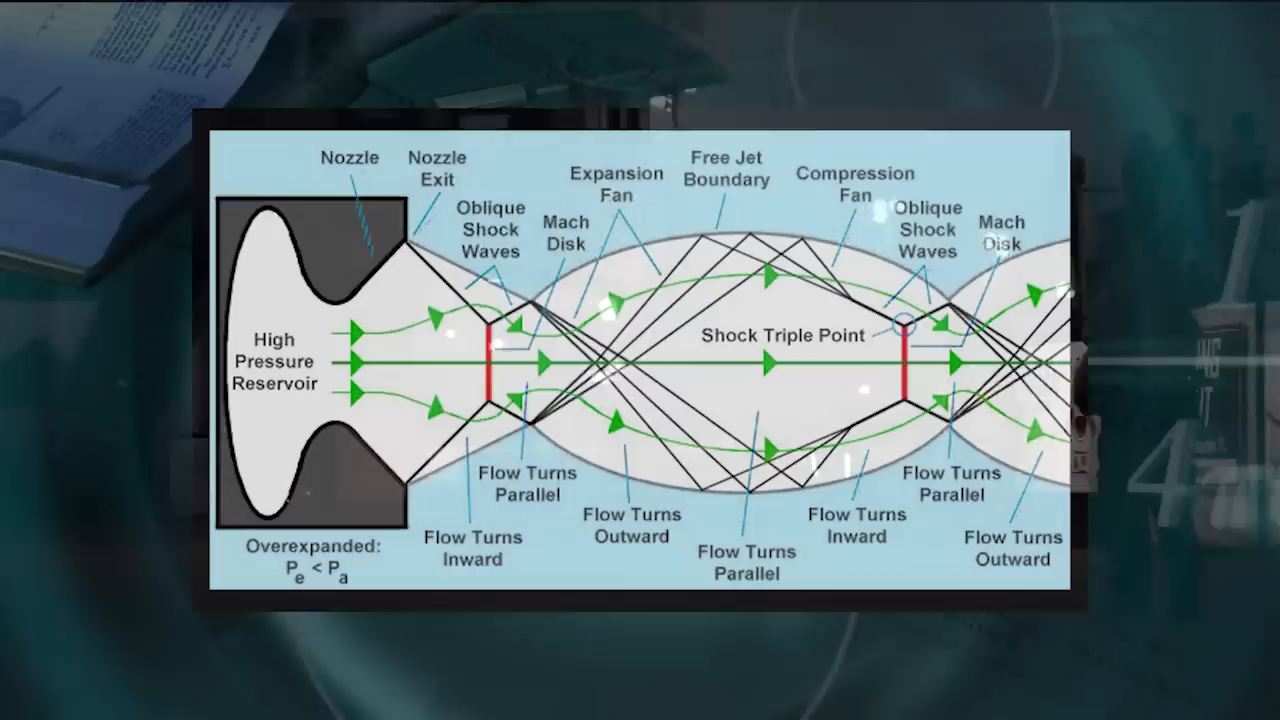 Nozzle
Nozzle
Exit
Oblique
Shock
Waves
Mach
Disk
Expansion
Fan
Free Jet
Boundary
Compression
Fan
Oblique
Shock
Waves
Mach
Disk
High
Pressure
Reservoir
Shock Triple Point
Flow Turns
Inward
Flow Turns
Parallel
Flow Turns
Outward
Flow Turns
Parallel
Flow Turns
Inward
Flow Turns
Parallel
Flow Turns
Outward
Overexpanded:
Pe < Pa